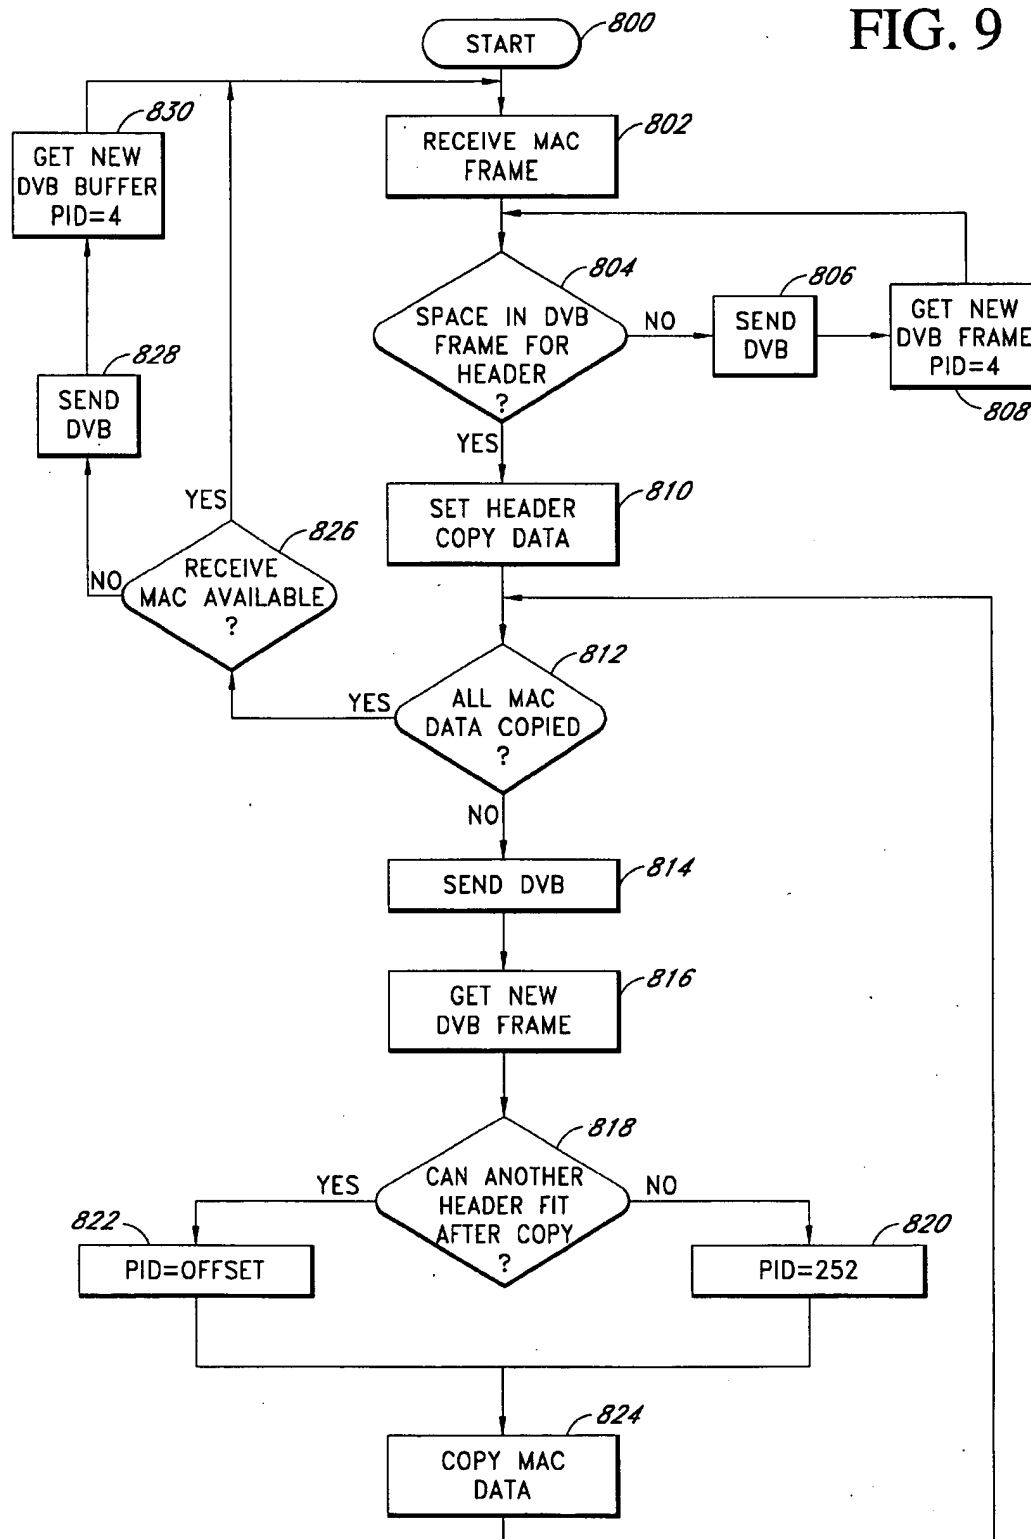 FIG. 9
START
800
RECEIVE MAC
FRAME
802
830
GET NEW
DVB BUFFER
PID=4
SPACE IN DVB
FRAME FOR
HEADER
?
804
NO
806
SEND
DVB
GET NEW
DVB FRAME
PID=4
808
828
SEND
DVB
YES
SET HEADER
COPY DATA
810
YES
826
RECEIVE
MAC AVAILABLE
?
NO
812
ALL MAC
DATA COPIED
?
YES
NO
SEND DVB
814
GET NEW
DVB FRAME
816
818
CAN ANOTHER
HEADER FIT
AFTER COPY
?
YES
NO
822
PID=OFFSET
820
PID=252
824
COPY MAC
DATA